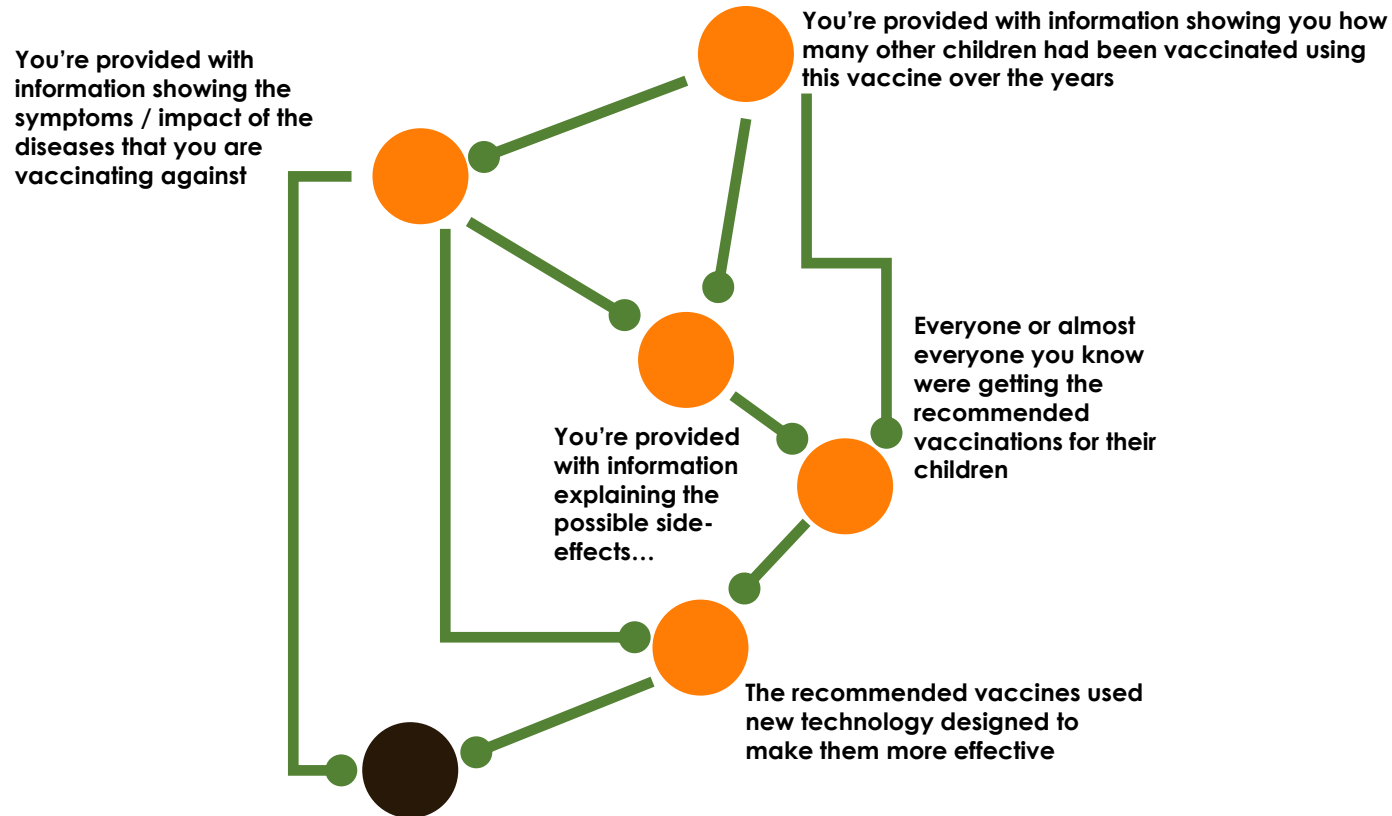 You’re provided with
information showing the
symptoms / impact of the
diseases that you are
vaccinating against
You’re provided with information showing you how
many other children had been vaccinated using
this vaccine over the years
Everyone or almost
everyone you know
were getting the
recommended
vaccinations for their
children
You’re provided
with information
explaining the
possible side-
effects…
The recommended vaccines used
new technology designed to
make them more effective